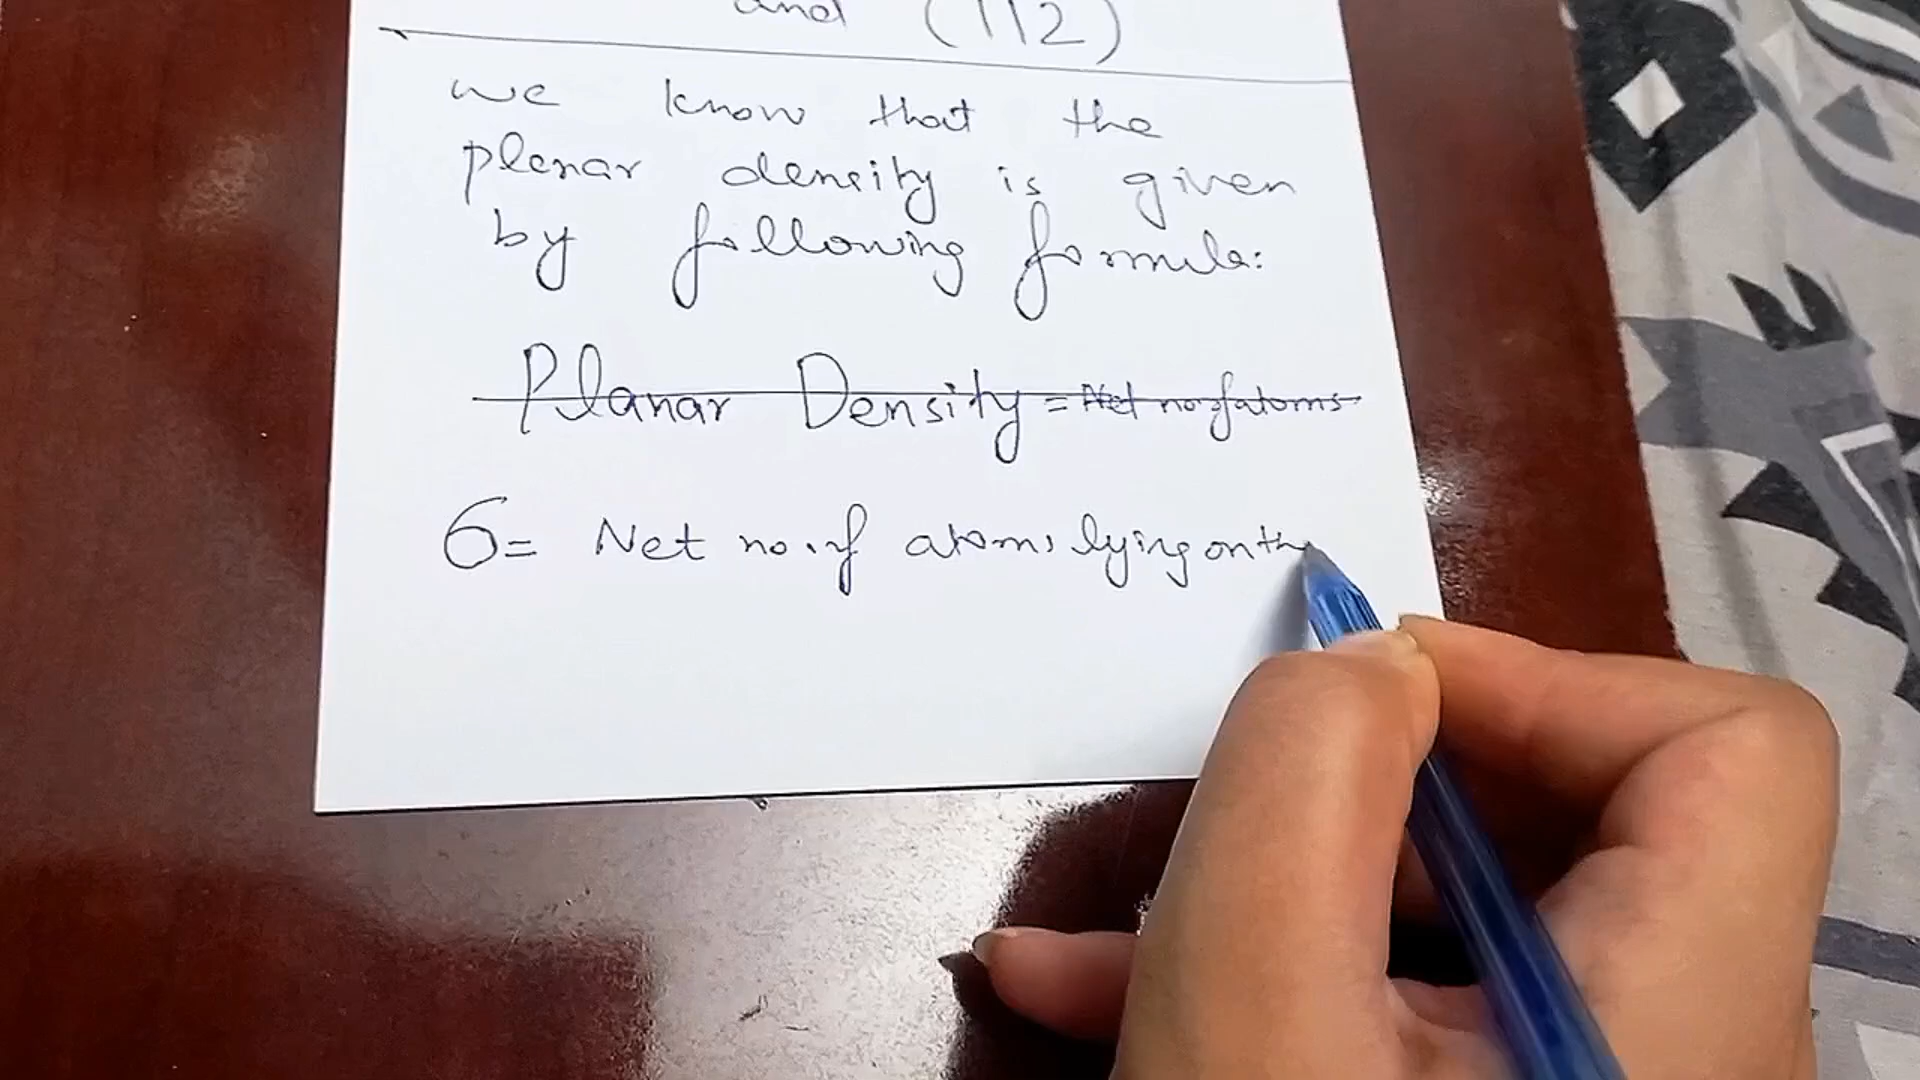 and (112)
we know that the
planar density is given
by following formula:
Planar Density = Net no of atoms
6 = Net no. of atoms lying on the